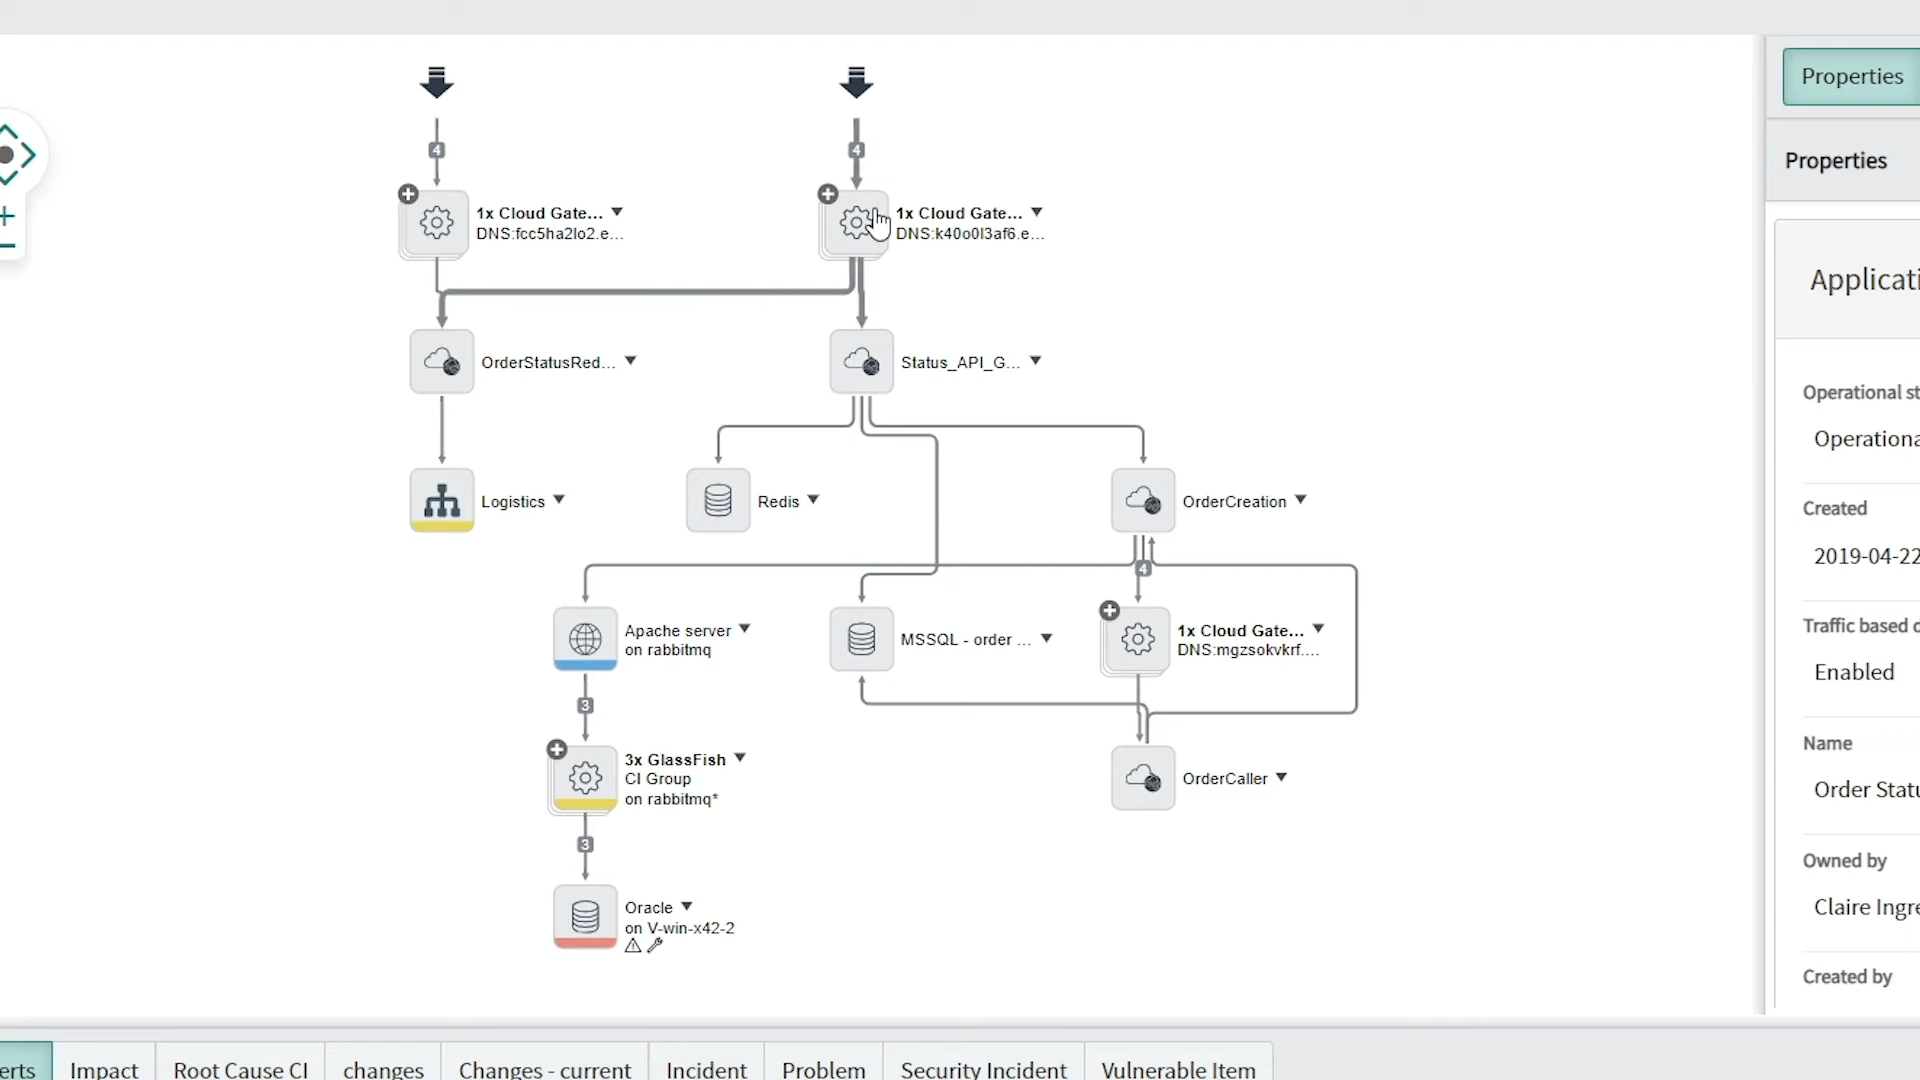 Properties
4
4
1x Cloud Gate...
DNS:fcc5ha2lo2.e...
1x Cloud Gate...
DNS:k40o0l3af6.e...
Properties
Applicati
OrderStatusRed...
Status_API_G...
Operational st
Operationa
Logistics
Redis
OrderCreation
Created
2019-04-22
4
Apache server
on rabbitmq
MSSQL - order ...
1x Cloud Gate...
DNS:mgzsokvkrf....
Traffic based d
Enabled
3
Name
3x GlassFish
CI Group
on rabbitmq*
OrderCaller
Order Statu
3
Owned by
Oracle
on V-win-x42-2
Claire Ingre
Created by
erts
Impact
Root Cause CI
changes
Changes - current
Incident
Problem
Security Incident
Vulnerable Item